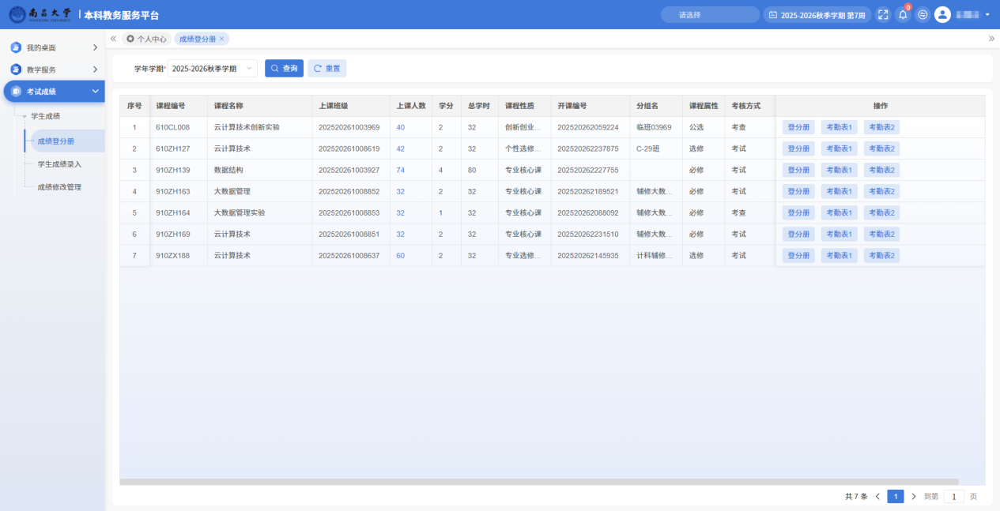 南昌大学 本科教务服务平台 请选择 2025-2026秋季学期 第7周 0
我的桌面
教学服务
考试成绩
学生成绩
成绩登分册
学生成绩录入
成绩修改管理
个人中心 成绩登分册 ×
学年学期* 2025-2026秋季学期 查询 重置
序号 课程编号 课程名称 上课班级 上课人数 学分 总学时 课程性质 开课编号 分组名 课程属性 考核方式 操作
1 610CL008 云计算技术创新实验 202520261003969 40 2 32 创新创业... 202520262059224 临班03969 公选 考查 登分册 考勤表1 考勤表2
2 610ZH127 云计算技术 202520261008619 42 2 32 个性选修... 202520262237875 C-29班 选修 考试 登分册 考勤表1 考勤表2
3 910ZH139 数据结构 202520261003927 74 4 80 专业核心课 202520262227755 必修 考试 登分册 考勤表1 考勤表2
4 910ZH163 大数据管理 202520261008852 32 2 32 专业核心课 202520262189521 辅修大数... 必修 考试 登分册 考勤表1 考勤表2
5 910ZH164 大数据管理实验 202520261008853 32 1 32 专业核心课 202520262088092 辅修大数... 必修 考查 登分册 考勤表1 考勤表2
6 910ZH169 云计算技术 202520261008851 32 2 32 专业核心课 202520262231510 辅修大数... 必修 考试 登分册 考勤表1 考勤表2
7 910ZX188 云计算技术 202520261008637 60 2 32 专业选修... 202520262145935 计科辅修... 选修 考试 登分册 考勤表1 考勤表2
共 7 条 1 到第 1 页